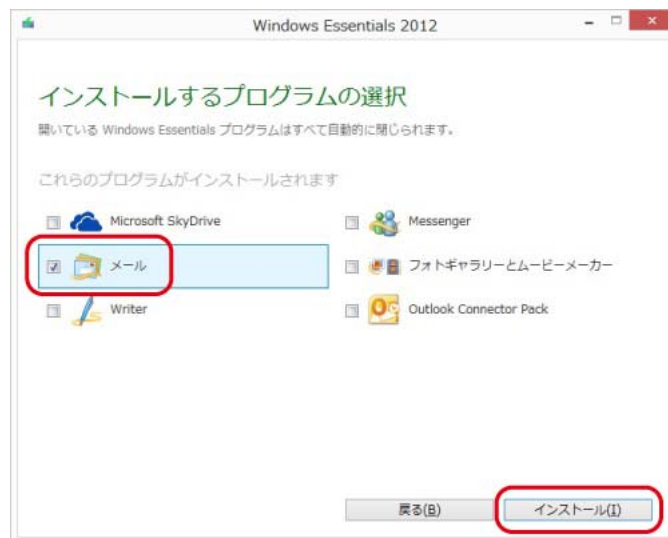 Windows Essentials 2012
インストールするプログラムの選択
開いている Windows Essentials プログラムはすべて自動的に閉じられます。
これらのプログラムがインストールされます
Microsoft SkyDrive
Messenger
メール
フォトギャラリーとムービーメーカー
Writer
Outlook Connector Pack
戻る(B)
インストール(I)